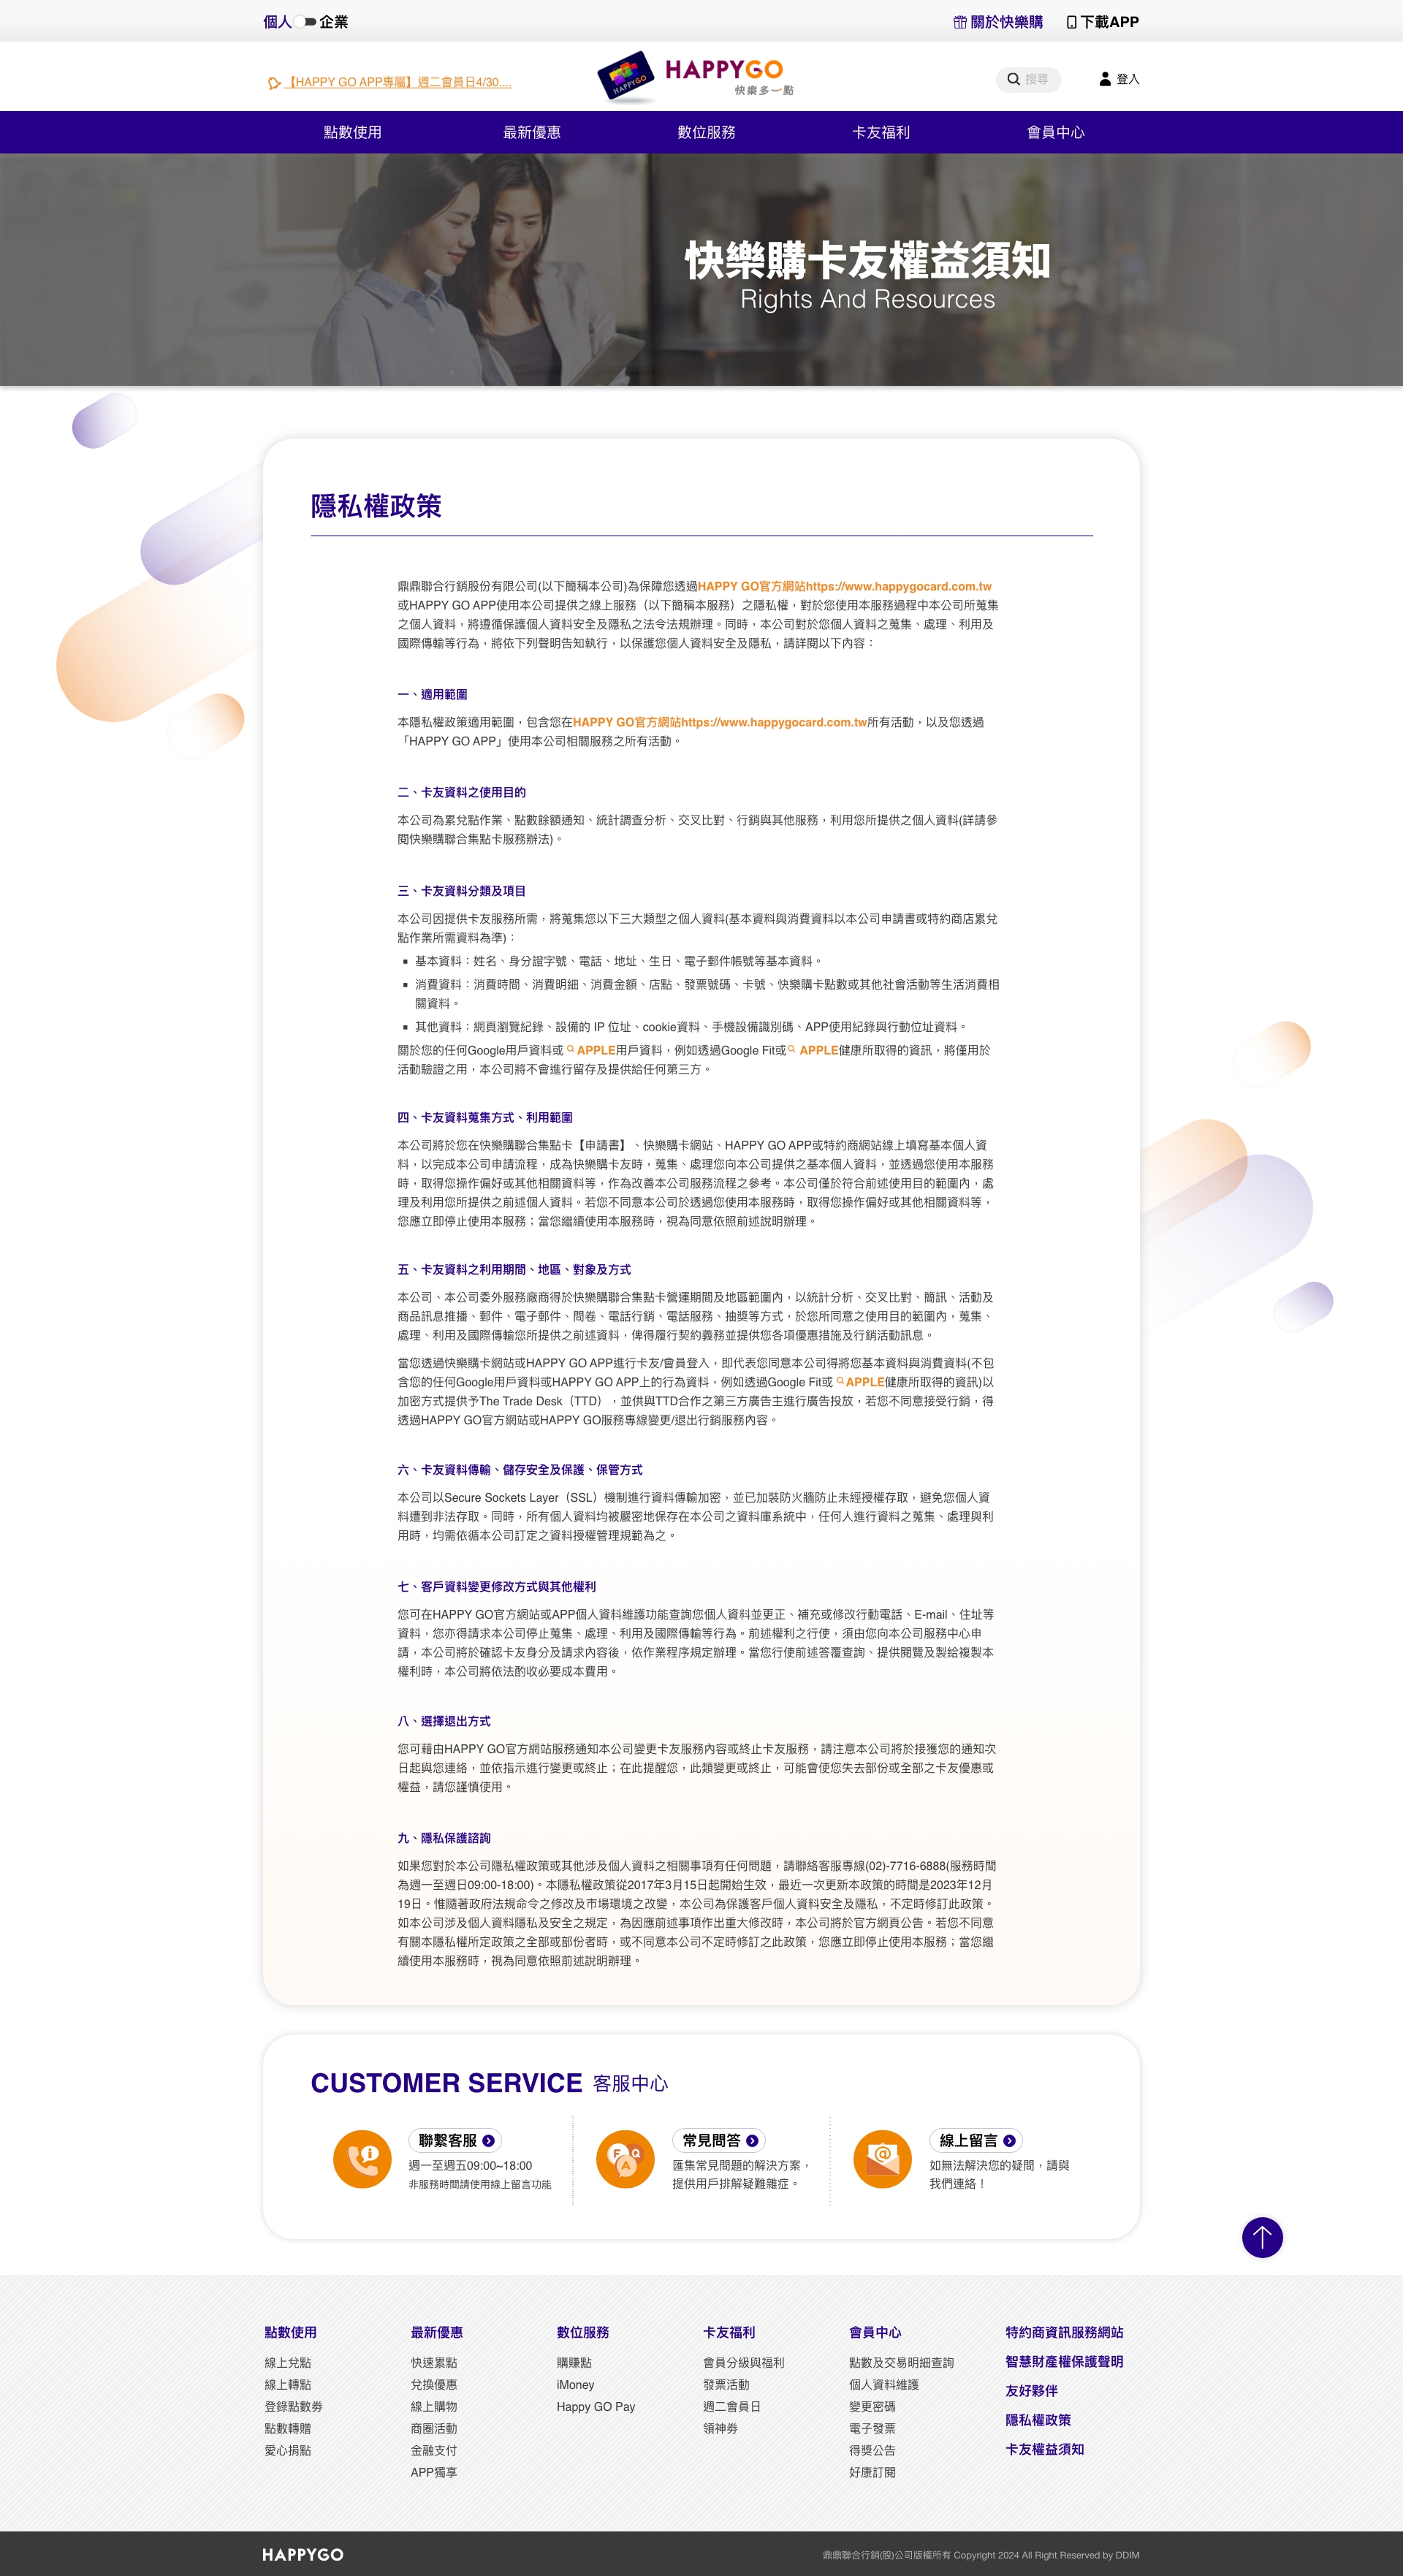 個人 企業
關於快樂購
下載APP
【HAPPY GO APP專屬】週二會員日4/30....
HAPPYGO
HAPPYGO
快樂多一點
搜尋
登入
點數使用
最新優惠
數位服務
卡友福利
會員中心
快樂購卡友權益須知
Rights And Resources
隱私權政策
鼎鼎聯合行銷股份有限公司(以下簡稱本公司)為保障您透過HAPPY GO官方網站https://www.happygocard.com.tw
或HAPPY GO APP使用本公司提供之線上服務（以下簡稱本服務）之隱私權，對於您使用本服務過程中本公司所蒐集
之個人資料，將遵循保護個人資料安全及隱私之法令法規辦理。同時，本公司對於您個人資料之蒐集、處理、利用及
國際傳輸等行為，將依下列聲明告知執行，以保護您個人資料安全及隱私，請詳閱以下內容：
一、適用範圍
本隱私權政策適用範圍，包含您在HAPPY GO官方網站https://www.happygocard.com.tw所有活動，以及您透過
「HAPPY GO APP」使用本公司相關服務之所有活動。
二、卡友資料之使用目的
本公司為累兌點作業、點數餘額通知、統計調查分析、交叉比對、行銷與其他服務，利用您所提供之個人資料(詳請參
閱快樂購聯合集點卡服務辦法)。
三、卡友資料分類及項目
本公司因提供卡友服務所需，將蒐集您以下三大類型之個人資料(基本資料與消費資料以本公司申請書或特約商店累兌
點作業所需資料為準)：
▪ 基本資料：姓名、身分證字號、電話、地址、生日、電子郵件帳號等基本資料。
▪ 消費資料：消費時間、消費明細、消費金額、店點、發票號碼、卡號、快樂購卡點數或其他社會活動等生活消費相
關資料。
▪ 其他資料：網頁瀏覽紀錄、設備的 IP 位址、cookie資料、手機設備識別碼、APP使用紀錄與行動位址資料。
關於您的任何Google用戶資料或 APPLE用戶資料，例如透過Google Fit或 APPLE健康所取得的資訊，將僅用於
活動驗證之用，本公司將不會進行留存及提供給任何第三方。
四、卡友資料蒐集方式、利用範圍
本公司將於您在快樂購聯合集點卡【申請書】、快樂購卡網站、HAPPY GO APP或特約商網站線上填寫基本個人資
料，以完成本公司申請流程，成為快樂購卡友時，蒐集、處理您向本公司提供之基本個人資料，並透過您使用本服務
時，取得您操作偏好或其他相關資料等，作為改善本公司服務流程之參考。本公司僅於符合前述使用目的範圍內，處
理及利用您所提供之前述個人資料。若您不同意本公司於透過您使用本服務時，取得您操作偏好或其他相關資料等，
您應立即停止使用本服務；當您繼續使用本服務時，視為同意依照前述說明辦理。
五、卡友資料之利用期間、地區、對象及方式
本公司、本公司委外服務廠商得於快樂購聯合集點卡營運期間及地區範圍內，以統計分析、交叉比對、簡訊、活動及
商品訊息推播、郵件、電子郵件、問卷、電話行銷、電話服務、抽獎等方式，於您所同意之使用目的範圍內，蒐集、
處理、利用及國際傳輸您所提供之前述資料，俾得履行契約義務並提供您各項優惠措施及行銷活動訊息。
當您透過快樂購卡網站或HAPPY GO APP進行卡友/會員登入，即代表您同意本公司得將您基本資料與消費資料(不包
含您的任何Google用戶資料或HAPPY GO APP上的行為資料，例如透過Google Fit或 APPLE健康所取得的資訊)以
加密方式提供予The Trade Desk（TTD），並供與TTD合作之第三方廣告主進行廣告投放，若您不同意接受行銷，得
透過HAPPY GO官方網站或HAPPY GO服務專線變更/退出行銷服務內容。
六、卡友資料傳輸、儲存安全及保護、保管方式
本公司以Secure Sockets Layer（SSL）機制進行資料傳輸加密，並已加裝防火牆防止未經授權存取，避免您個人資
料遭到非法存取。同時，所有個人資料均被嚴密地保存在本公司之資料庫系統中，任何人進行資料之蒐集、處理與利
用時，均需依循本公司訂定之資料授權管理規範為之。
七、客戶資料變更修改方式與其他權利
您可在HAPPY GO官方網站或APP個人資料維護功能查詢您個人資料並更正、補充或修改行動電話、E-mail、住址等
資料，您亦得請求本公司停止蒐集、處理、利用及國際傳輸等行為。前述權利之行使，須由您向本公司服務中心申
請，本公司將於確認卡友身分及請求內容後，依作業程序規定辦理。當您行使前述答覆查詢、提供閱覽及製給複製本
權利時，本公司將依法酌收必要成本費用。
八、選擇退出方式
您可藉由HAPPY GO官方網站服務通知本公司變更卡友服務內容或終止卡友服務，請注意本公司將於接獲您的通知次
日起與您連絡，並依指示進行變更或終止；在此提醒您，此類變更或終止，可能會使您失去部份或全部之卡友優惠或
權益，請您謹慎使用。
九、隱私保護諮詢
如果您對於本公司隱私權政策或其他涉及個人資料之相關事項有任何問題，請聯絡客服專線(02)-7716-6888(服務時間
為週一至週日09:00-18:00)。本隱私權政策從2017年3月15日起開始生效，最近一次更新本政策的時間是2023年12月
19日。惟隨著政府法規命令之修改及市場環境之改變，本公司為保護客戶個人資料安全及隱私，不定時修訂此政策。
如本公司涉及個人資料隱私及安全之規定，為因應前述事項作出重大修改時，本公司將於官方網頁公告。若您不同意
有關本隱私權所定政策之全部或部份者時，或不同意本公司不定時修訂之此政策，您應立即停止使用本服務；當您繼
續使用本服務時，視為同意依照前述說明辦理。
CUSTOMER SERVICE 客服中心
聯繫客服
週一至週五09:00~18:00
非服務時間請使用線上留言功能
F Q A
常見問答
匯集常見問題的解決方案，
提供用戶排解疑難雜症。
@
線上留言
如無法解決您的疑問，請與
我們連絡！
點數使用
線上兌點
線上轉點
登錄點數劵
點數轉贈
愛心捐點
最新優惠
快速累點
兌換優惠
線上購物
商圈活動
金融支付
APP獨享
數位服務
購賺點
iMoney
Happy GO Pay
卡友福利
會員分級與福利
發票活動
週二會員日
領神劵
會員中心
點數及交易明細查詢
個人資料維護
變更密碼
電子發票
得獎公告
好康訂閱
特約商資訊服務網站
智慧財產權保護聲明
友好夥伴
隱私權政策
卡友權益須知
HAPPYGO
鼎鼎聯合行銷(股)公司版權所有 Copyright 2024 All Right Reserved by DDIM